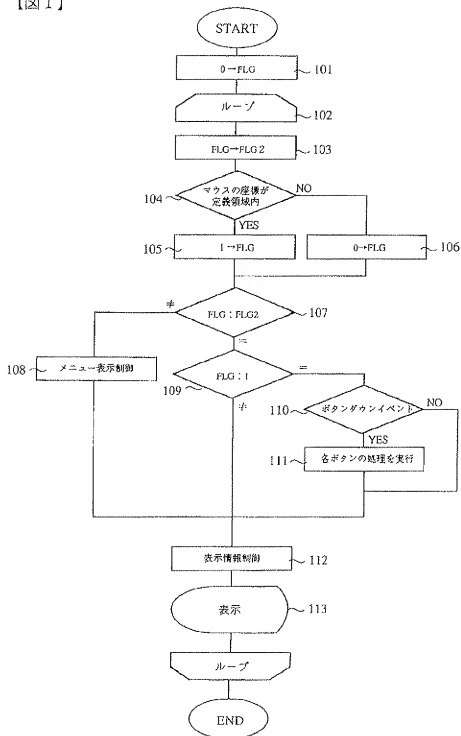 【図1】
START
0→FLG
101
ループ
102
FLG→FLG2
103
マウスの座標が
定義領域内
104
NO
YES
1→FLG
105
0→FLG
106
≠
FLG：FLG2
107
=
メニュー表示制御
108
FLG：1
109
=
≠
ボタンダウンイベント
110
NO
YES
各ボタンの処理を実行
111
表示情報制御
112
表示
113
ループ
END